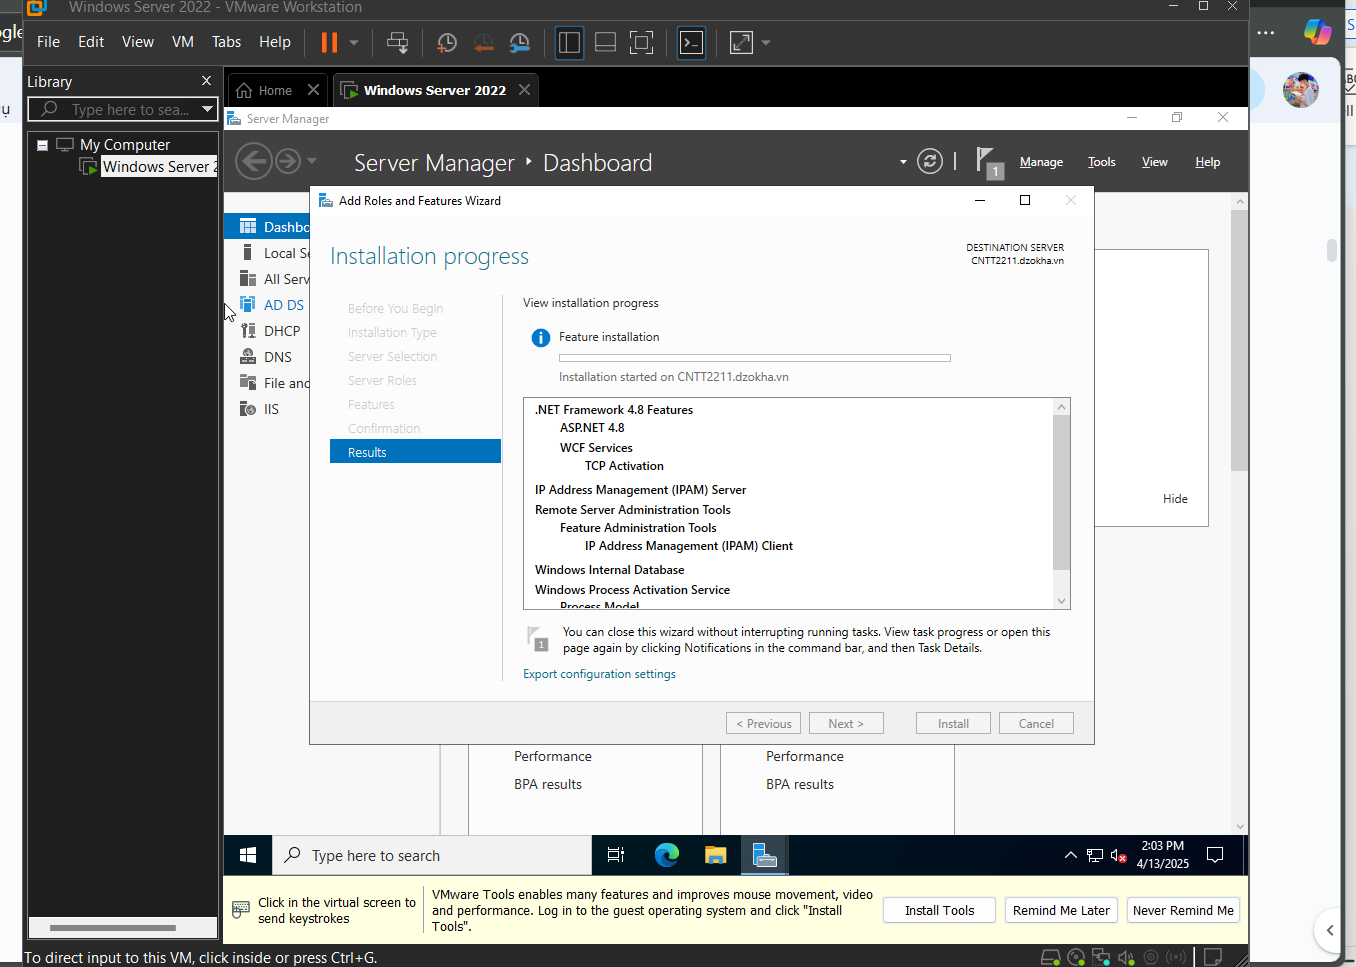 Windows Server 2022 - VMware Workstation
File Edit View VM Tabs Help
Library
Type here to sea...
My Computer
Windows Server 2
Home
Windows Server 2022
Server Manager
Server Manager Dashboard
1
Manage Tools View Help
Dashbo
Local Se
All Serv
AD DS
DHCP
DNS
File and
IIS
Add Roles and Features Wizard
Installation progress
DESTINATION SERVER
CNTT2211.dzokha.vn
Before You Begin
Installation Type
Server Selection
Server Roles
Features
Confirmation
Results
View installation progress
Feature installation
Installation started on CNTT2211.dzokha.vn
.NET Framework 4.8 Features
ASP.NET 4.8
WCF Services
TCP Activation
IP Address Management (IPAM) Server
Remote Server Administration Tools
Feature Administration Tools
IP Address Management (IPAM) Client
Windows Internal Database
Windows Process Activation Service
Process Model
1
You can close this wizard without interrupting running tasks. View task progress or open this
page again by clicking Notifications in the command bar, and then Task Details.
Export configuration settings
< Previous Next > Install Cancel
Hide
Performance
BPA results
Performance
BPA results
Type here to search
2:03 PM
4/13/2025
Click in the virtual screen to
send keystrokes
VMware Tools enables many features and improves mouse movement, video
and performance. Log in to the guest operating system and click "Install
Tools".
Install Tools Remind Me Later Never Remind Me
To direct input to this VM, click inside or press Ctrl+G.